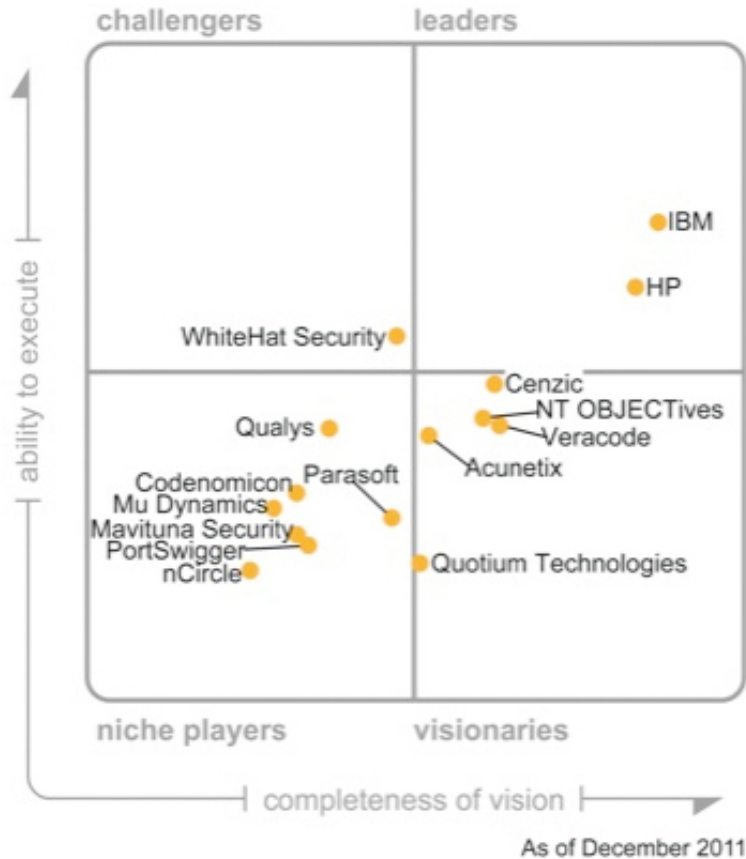 challengers
leaders
ability to execute
IBM
HP
WhiteHat Security
Cenzic
NT OBJECTives
Veracode
Qualys
Acunetix
Parasoft
Codenomicon
Mu Dynamics
Mavituna Security
PortSwigger
nCircle
Quotium Technologies
niche players
visionaries
completeness of vision
As of December 2011